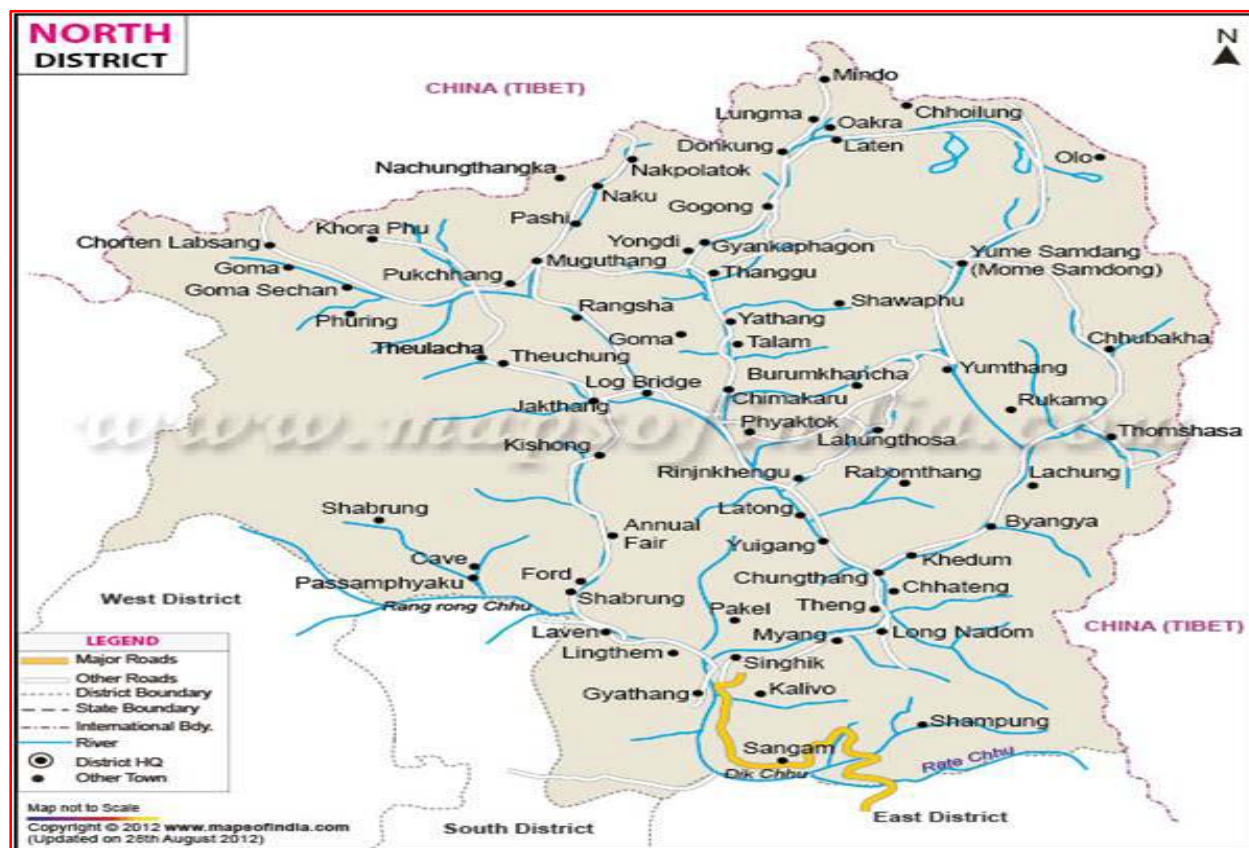 NORTH
DISTRICT
N
CHINA (TIBET)
Mindo
Lungma
Chhoilung
Oakra
Donkung
Laten
Olo
Nachungthangka
Nakpolatok
Naku
Gogong
Pashi
Khora Phu
Chorten Labsang
Yongdi
Gyankaphagon
Yume Samdang
(Mome Samdong)
Goma
Pukchhang
Muguthang
Thanggu
Goma Sechan
Rangsha
Shawaphu
Phuring
Yathang
Goma
Talam
Chhubakha
Theulacha
Theuchung
Burumkhancha
Yumthang
Log Bridge
Chimakaru
Jakthang
Rukamo
www.mapsofindia.com
Phyaktok
Lahungthosa
Thomshasa
Kishong
Rinjnkhengu
Rabomthang
Lachung
Shabrung
Latong
Annual
Fair
Byangya
Yuigang
Cave
Khedum
Passamphyaku
Ford
Chungthang
Chhateng
West District
Rang rong Chhu
Shabrung
Pakel
Theng
Laven
Myang
Long Nadom
CHINA (TIBET)
Lingthem
Singhik
Gyathang
Kalivo
Shampung
Sangam
Dik Chhu
Rate Chhu
South District
East District
LEGEND
Major Roads
Other Roads
District Boundary
State Boundary
International Bdy.
River
District HQ
Other Town
Map not to Scale
Copyright © 2012 www.mapsofindia.com
(Updated on 28th August 2012)